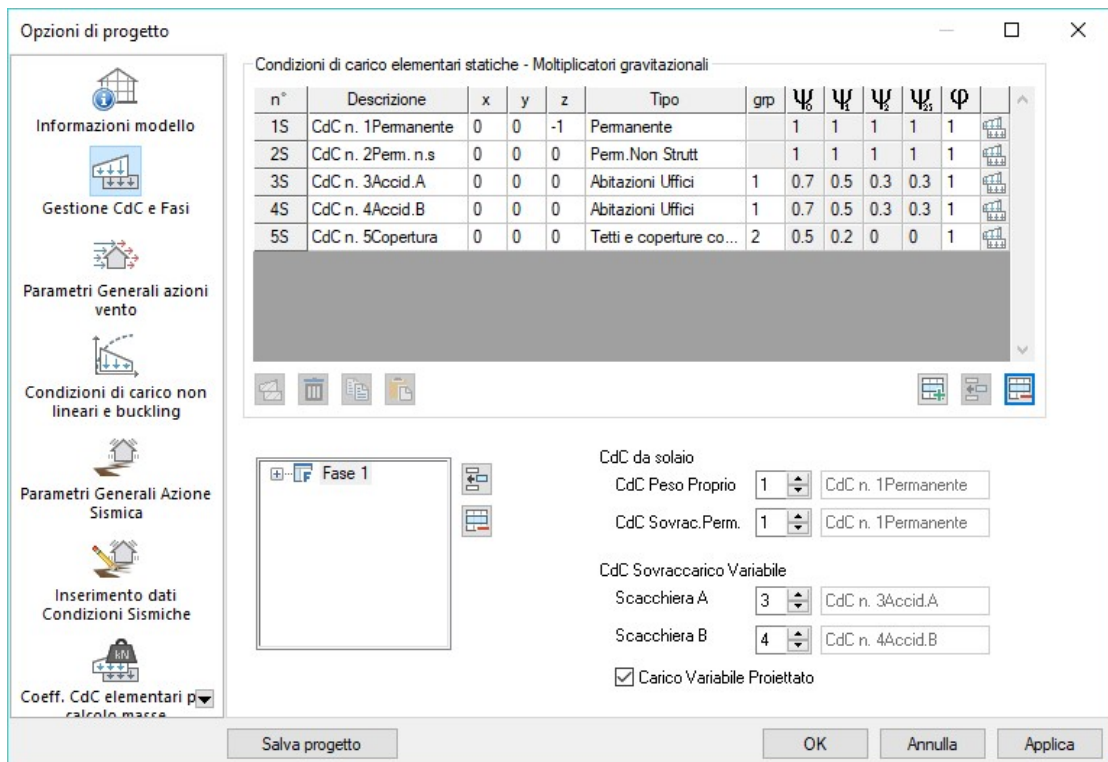 Opzioni di progetto
Informazioni modello
Gestione CdC e Fasi
Parametri Generali azioni
vento
Condizioni di carico non
lineari e buckling
Parametri Generali Azione
Sismica
Inserimento dati
Condizioni Sismiche
kN
Coeff. CdC elementari p
calcolo masse
Condizioni di carico elementari statiche - Moltiplicatori gravitazionali
n° Descrizione x y z Tipo grp Ψ0 Ψ1 Ψ2 Ψ2s φ
1S CdC n. 1Permanente 0 0 -1 Permanente 1 1 1 1 1
2S CdC n. 2Perm. n.s 0 0 0 Perm.Non Strutt 1 1 1 1 1
3S CdC n. 3Accid.A 0 0 0 Abitazioni Uffici 1 0.7 0.5 0.3 0.3 1
4S CdC n. 4Accid.B 0 0 0 Abitazioni Uffici 1 0.7 0.5 0.3 0.3 1
5S CdC n. 5Copertura 0 0 0 Tetti e coperture co... 2 0.5 0.2 0 0 1
F Fase 1
CdC da solaio
CdC Peso Proprio 1 CdC n. 1Permanente
CdC Sovrac.Perm. 1 CdC n. 1Permanente
CdC Sovraccarico Variabile
Scacchiera A 3 CdC n. 3Accid.A
Scacchiera B 4 CdC n. 4Accid.B
Carico Variabile Proiettato
Salva progetto
OK
Annulla
Applica